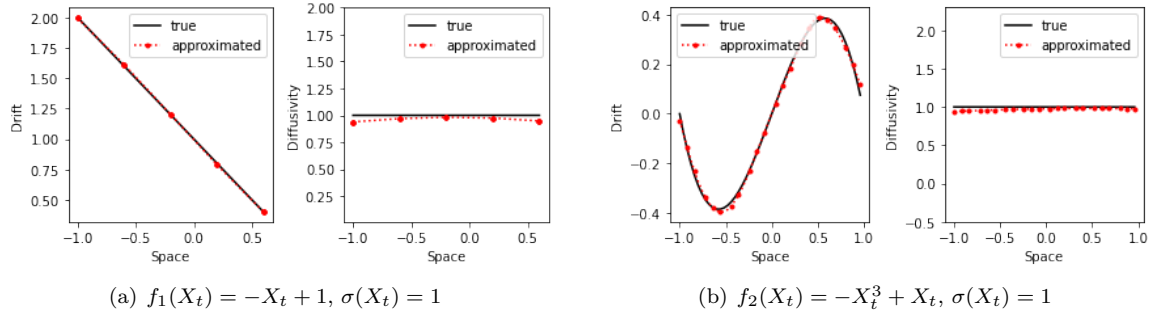 true
approximated
2.00
1.75
1.50
1.25
1.00
0.75
0.50
Drift
−1.0 −0.5 0.0 0.5
Space
true
approximated
2.00
1.75
1.50
1.25
1.00
0.75
0.50
0.25
Diffusivity
−1.0 −0.5 0.0 0.5
Space
(a) f₁(Xₜ) = −Xₜ + 1, σ(Xₜ) = 1
true
approximated
0.4
0.2
0.0
−0.2
−0.4
Drift
−1.0 −0.5 0.0 0.5 1.0
Space
true
approximated
2.0
1.5
1.0
0.5
0.0
−0.5
Diffusivity
−1.0 −0.5 0.0 0.5 1.0
Space
(b) f₂(Xₜ) = −Xₜ³ + Xₜ, σ(Xₜ) = 1